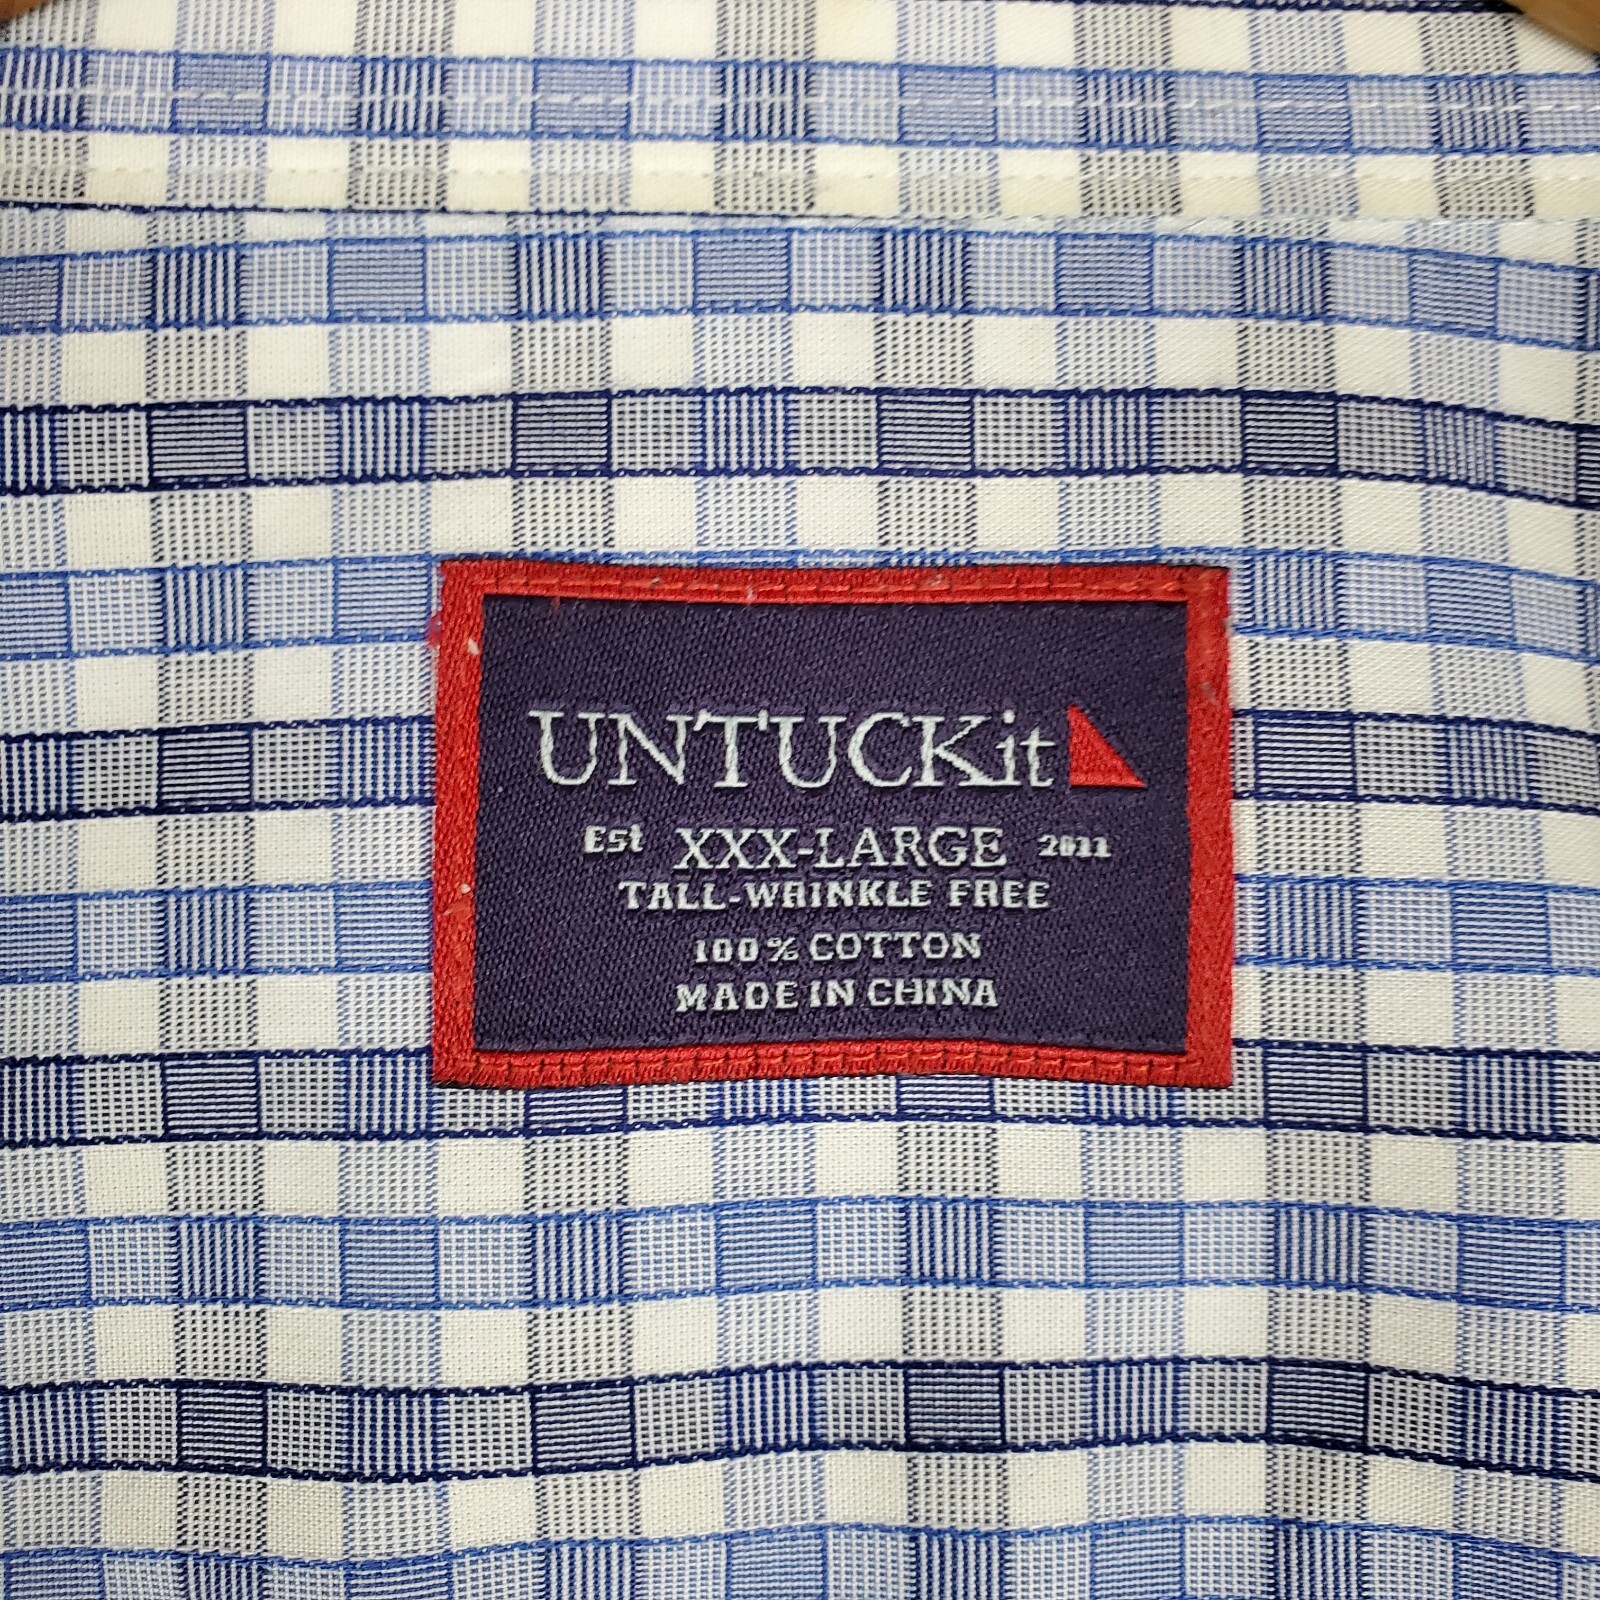 UNTUCKit
Est XXX-LARGE 2011
TALL-WRINKLE FREE
100% COTTON
MADE IN CHINA